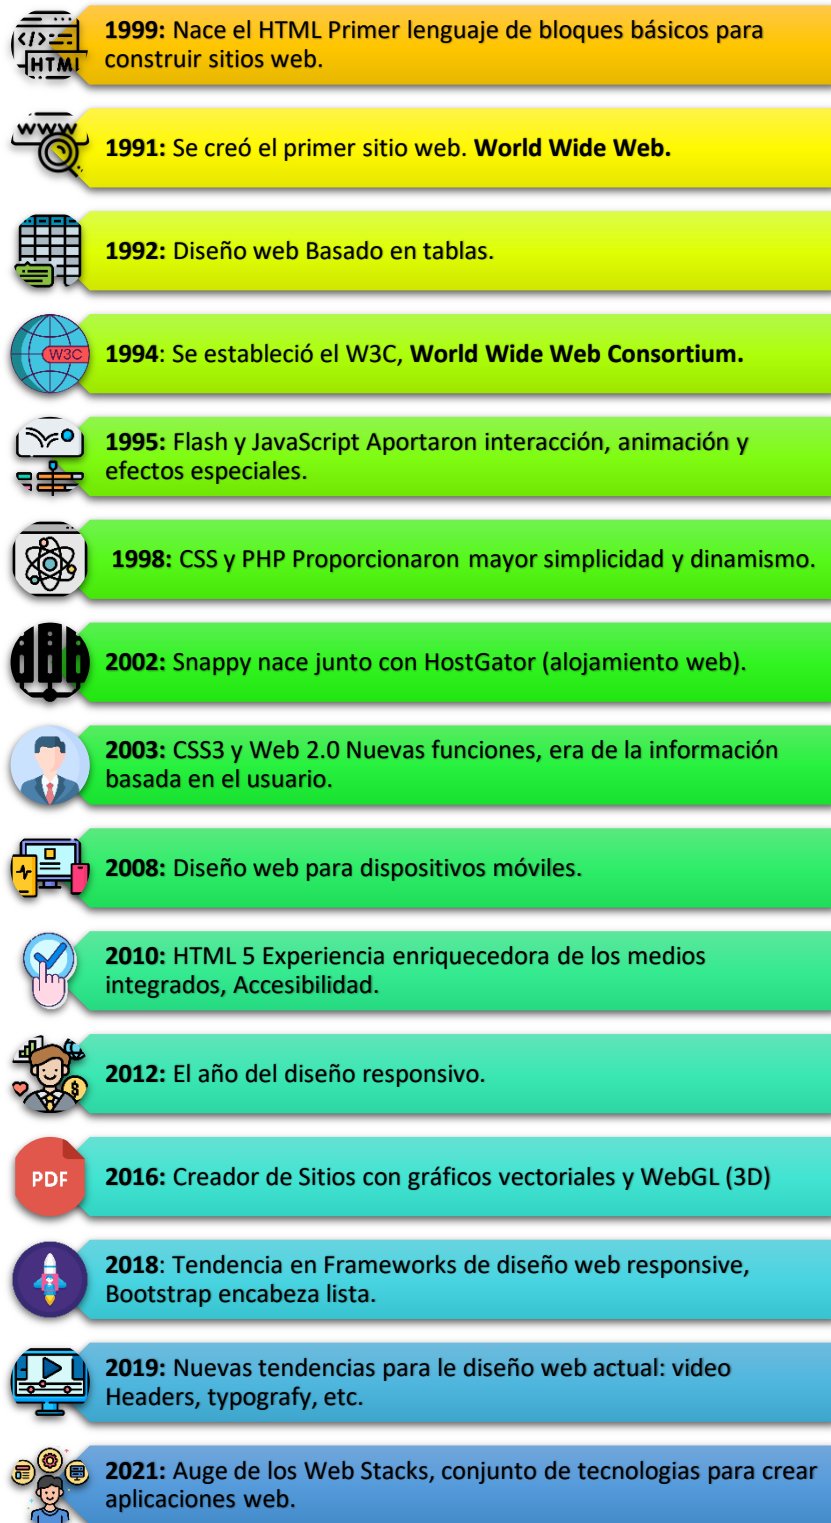 </>
HTML
1999: Nace el HTML Primer lenguaje de bloques básicos para
construir sitios web.
WWW
1991: Se creó el primer sitio web. World Wide Web.
1992: Diseño web Basado en tablas.
W3C
1994: Se estableció el W3C, World Wide Web Consortium.
1995: Flash y JavaScript Aportaron interacción, animación y
efectos especiales.
1998: CSS y PHP Proporcionaron mayor simplicidad y dinamismo.
2002: Snappy nace junto con HostGator (alojamiento web).
2003: CSS3 y Web 2.0 Nuevas funciones, era de la información
basada en el usuario.
2008: Diseño web para dispositivos móviles.
2010: HTML 5 Experiencia enriquecedora de los medios
integrados, Accesibilidad.
$
2012: El año del diseño responsivo.
PDF
2016: Creador de Sitios con gráficos vectoriales y WebGL (3D)
2018: Tendencia en Frameworks de diseño web responsive,
Bootstrap encabeza lista.
2019: Nuevas tendencias para le diseño web actual: video
Headers, typografy, etc.
2021: Auge de los Web Stacks, conjunto de tecnologias para crear
aplicaciones web.